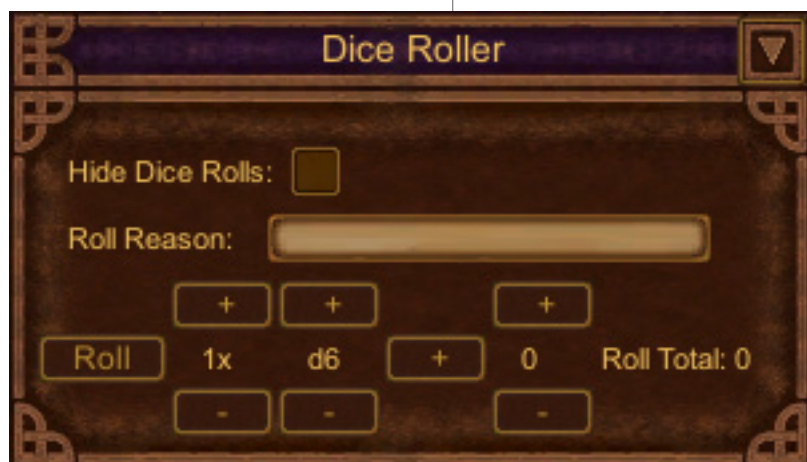 Dice Roller
Hide Dice Rolls:
Roll Reason:
+ + +
Roll 1x d6 + 0 Roll Total: 0
- - -